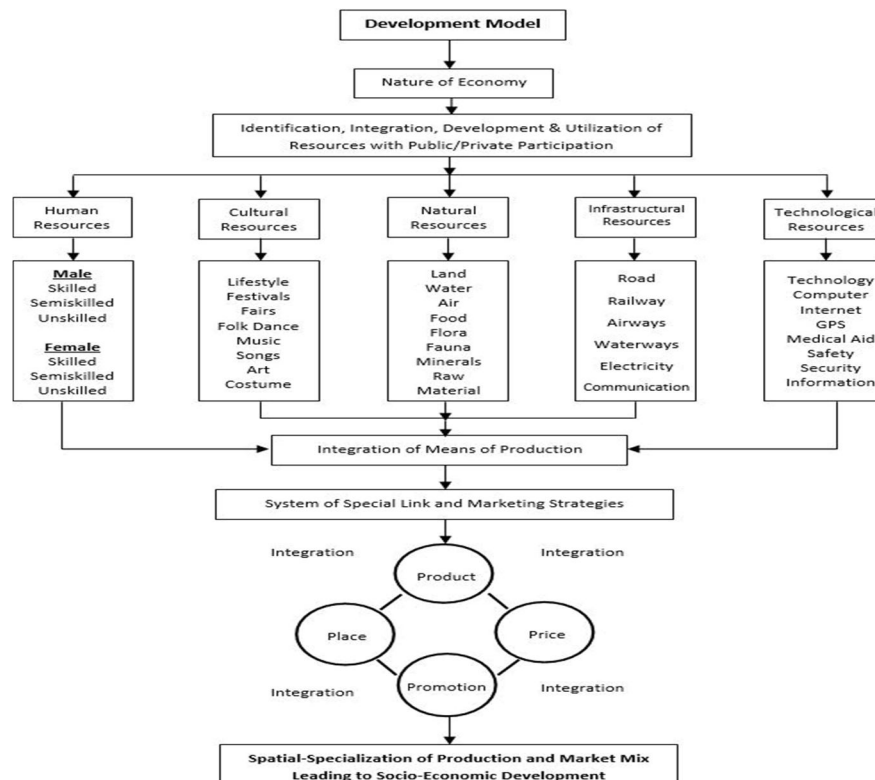 Development Model
Nature of Economy
Identification, Integration, Development & Utilization of
Resources with Public/Private Participation
Human
Resources
Cultural
Resources
Natural
Resources
Infrastructural
Resources
Technological
Resources
Male
Skilled
Semiskilled
Unskilled
Female
Skilled
Semiskilled
Unskilled
Lifestyle
Festivals
Fairs
Folk Dance
Music
Songs
Art
Costume
Land
Water
Air
Food
Flora
Fauna
Minerals
Raw
Material
Road
Railway
Airways
Waterways
Electricity
Communication
Technology
Computer
Internet
GPS
Medical Aid
Safety
Security
Information
Integration of Means of Production
System of Special Link and Marketing Strategies
Integration
Integration
Product
Place
Price
Promotion
Integration
Integration
Spatial-Specialization of Production and Market Mix
Leading to Socio-Economic Development